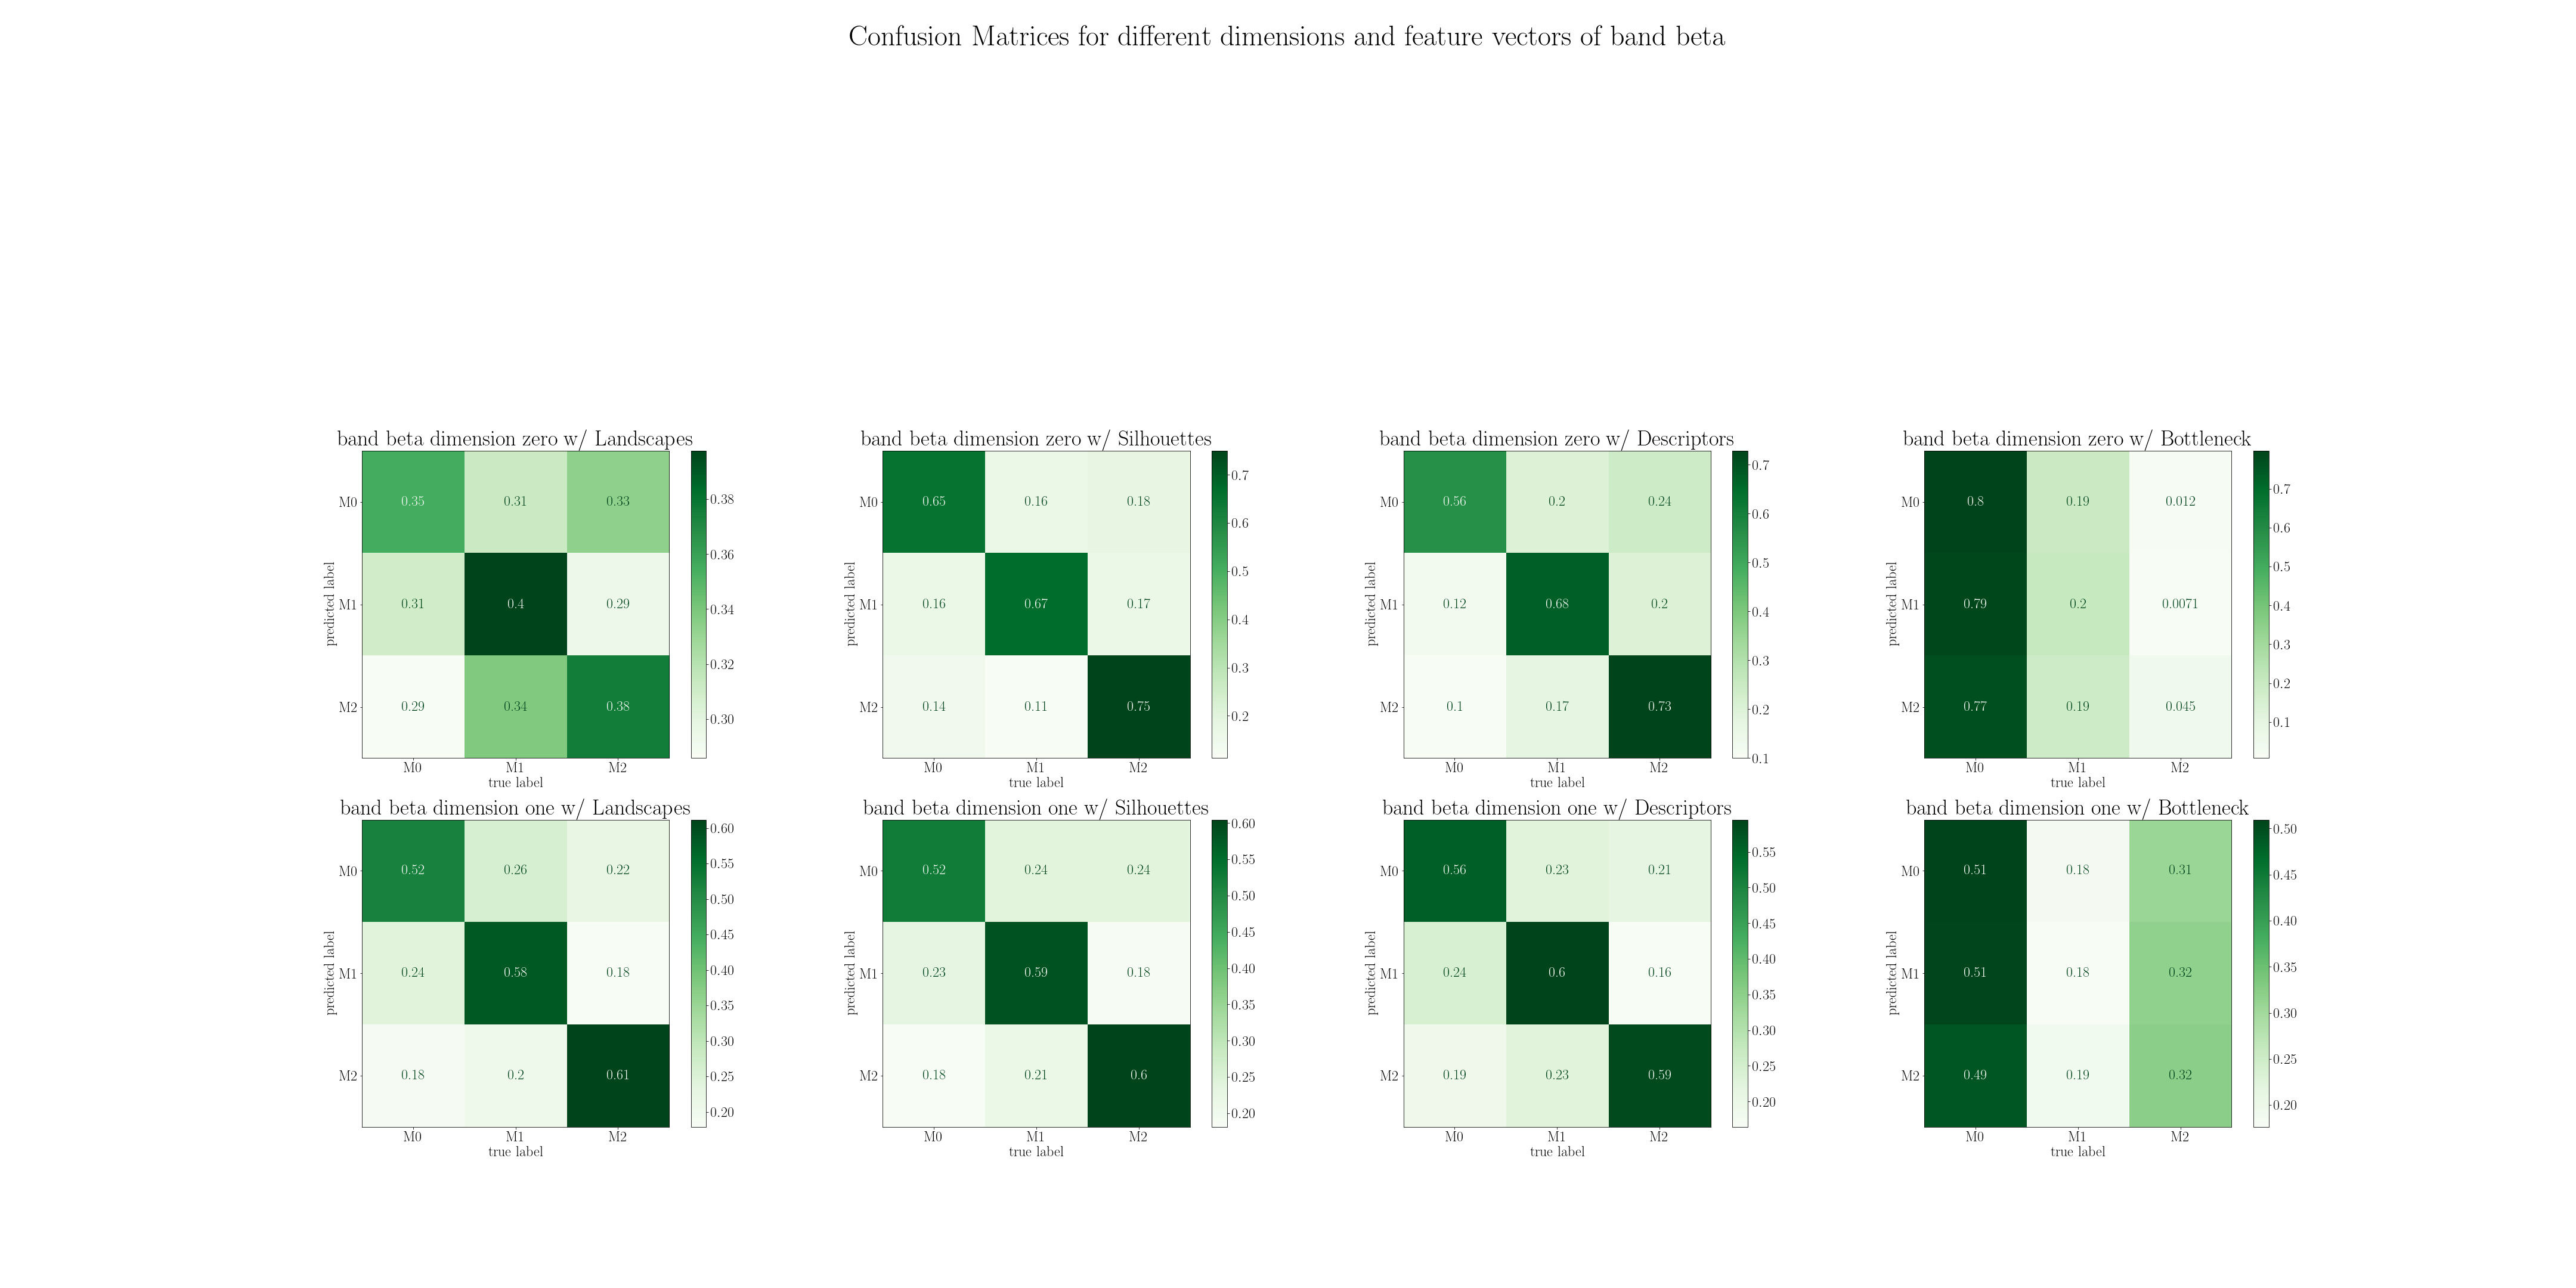 Confusion Matrices for different dimensions and feature vectors of band beta
band beta dimension zero w/ Landscapes
M0 0.35 0.31 0.33
M1 0.31 0.4 0.29
M2 0.29 0.34 0.38
M0 M1 M2
true label
predicted label
0.38
0.36
0.34
0.32
0.30
band beta dimension zero w/ Silhouettes
M0 0.65 0.16 0.18
M1 0.16 0.67 0.17
M2 0.14 0.11 0.75
M0 M1 M2
true label
predicted label
0.7
0.6
0.5
0.4
0.3
0.2
band beta dimension zero w/ Descriptors
M0 0.56 0.2 0.24
M1 0.12 0.68 0.2
M2 0.1 0.17 0.73
M0 M1 M2
true label
predicted label
0.7
0.6
0.5
0.4
0.3
0.2
0.1
band beta dimension zero w/ Bottleneck
M0 0.8 0.19 0.012
M1 0.79 0.2 0.0071
M2 0.77 0.19 0.045
M0 M1 M2
true label
predicted label
0.7
0.6
0.5
0.4
0.3
0.2
0.1
band beta dimension one w/ Landscapes
M0 0.52 0.26 0.22
M1 0.24 0.58 0.18
M2 0.18 0.2 0.61
M0 M1 M2
true label
predicted label
0.60
0.55
0.50
0.45
0.40
0.35
0.30
0.25
0.20
band beta dimension one w/ Silhouettes
M0 0.52 0.24 0.24
M1 0.23 0.59 0.18
M2 0.18 0.21 0.6
M0 M1 M2
true label
predicted label
0.60
0.55
0.50
0.45
0.40
0.35
0.30
0.25
0.20
band beta dimension one w/ Descriptors
M0 0.56 0.23 0.21
M1 0.24 0.6 0.16
M2 0.19 0.23 0.59
M0 M1 M2
true label
predicted label
0.55
0.50
0.45
0.40
0.35
0.30
0.25
0.20
band beta dimension one w/ Bottleneck
M0 0.51 0.18 0.31
M1 0.51 0.18 0.32
M2 0.49 0.19 0.32
M0 M1 M2
true label
predicted label
0.50
0.45
0.40
0.35
0.30
0.25
0.20